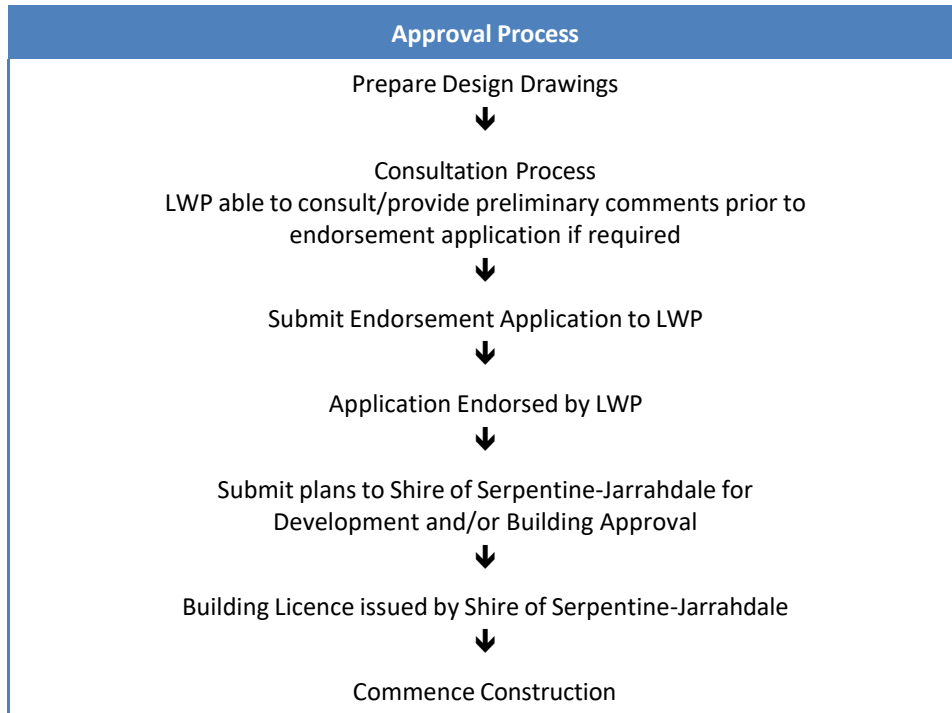 Approval Process
Prepare Design Drawings
Consultation Process
LWP able to consult/provide preliminary comments prior to
endorsement application if required
Submit Endorsement Application to LWP
Application Endorsed by LWP
Submit plans to Shire of Serpentine-Jarrahdale for
Development and/or Building Approval
Building Licence issued by Shire of Serpentine-Jarrahdale
Commence Construction